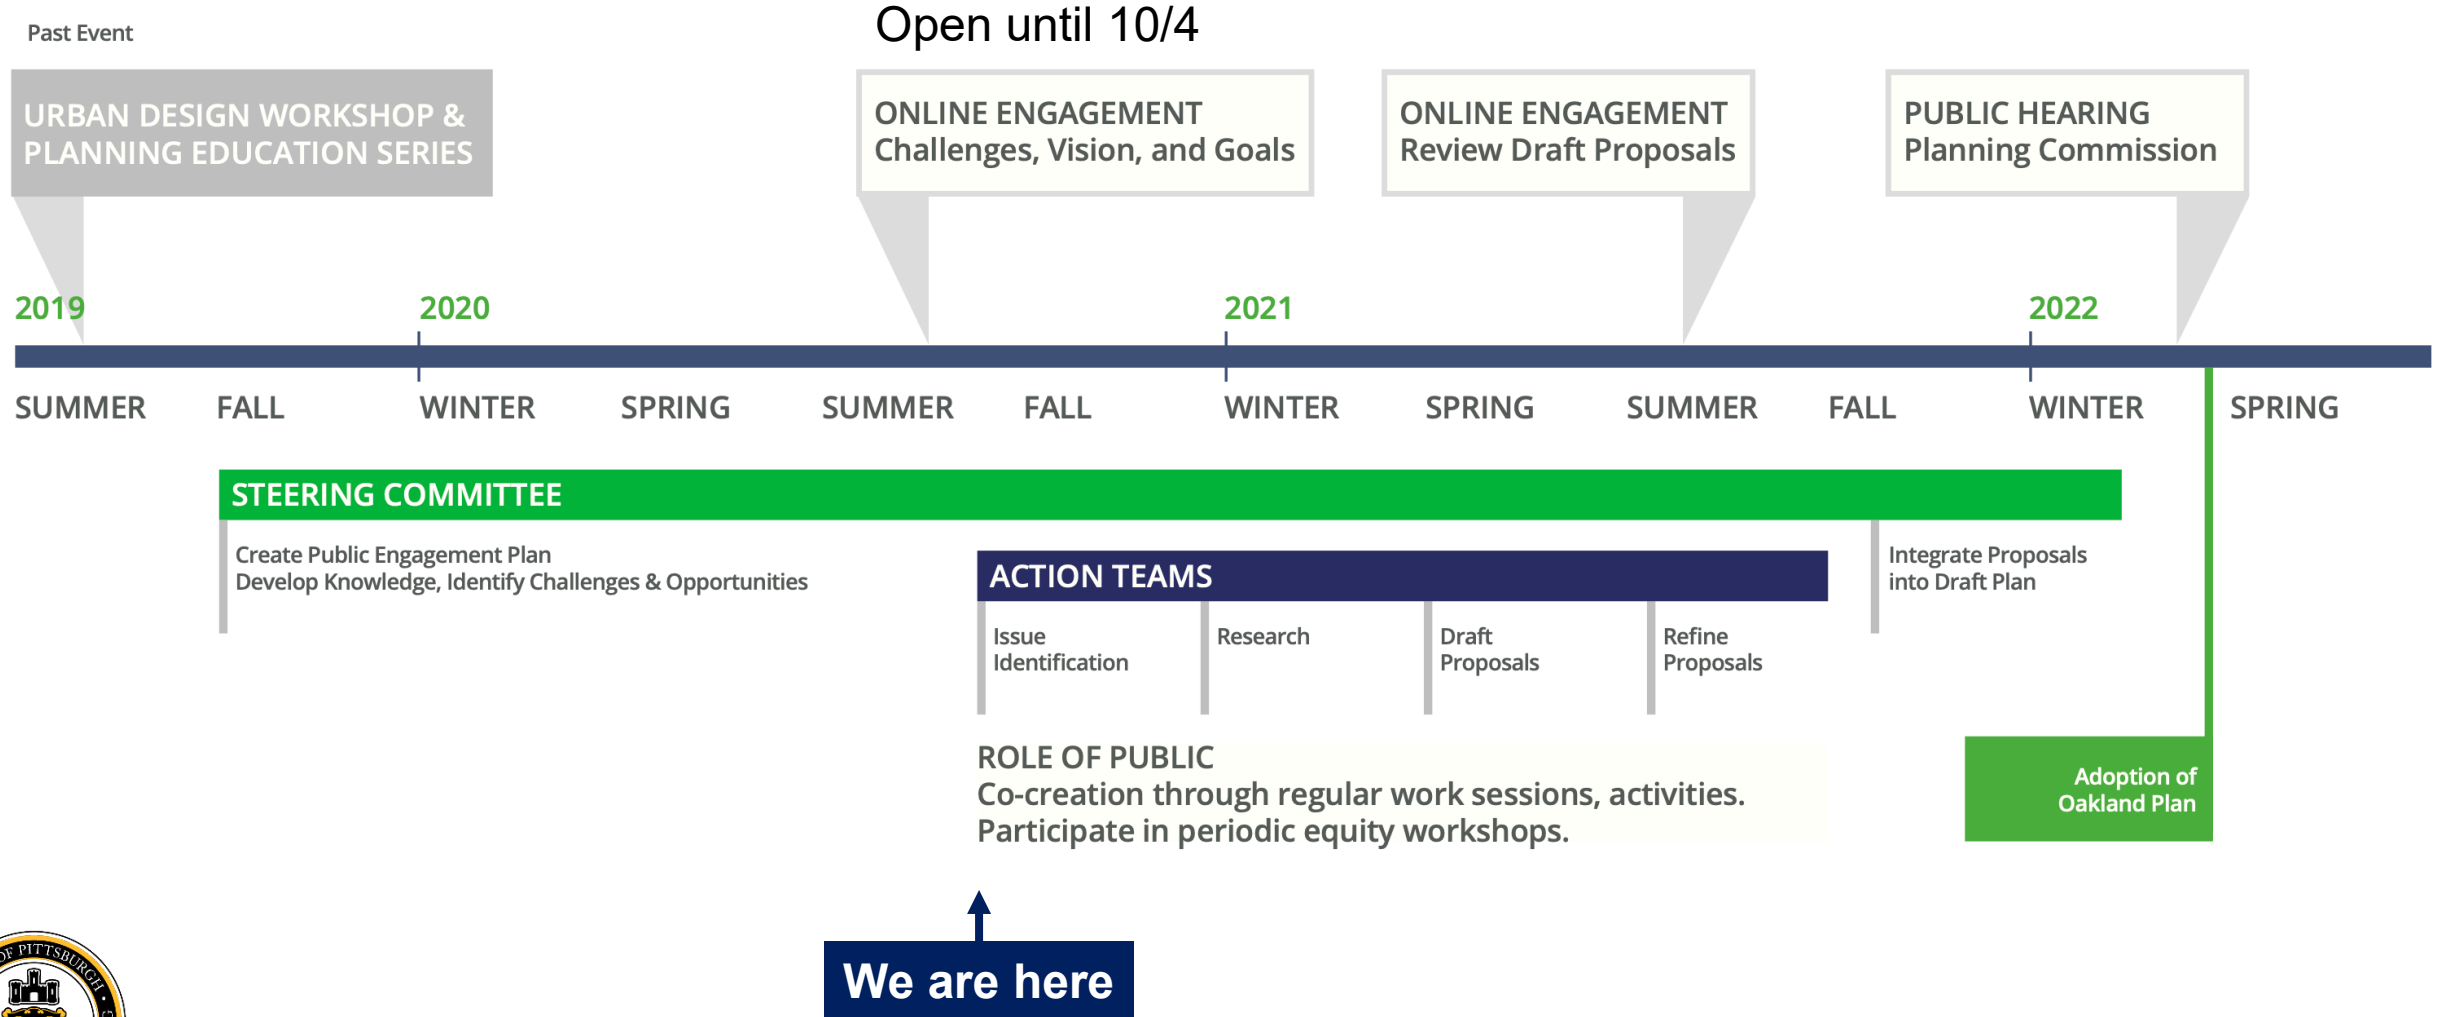 Past Event
Open until 10/4
URBAN DESIGN WORKSHOP &
PLANNING EDUCATION SERIES
ONLINE ENGAGEMENT
Challenges, Vision, and Goals
ONLINE ENGAGEMENT
Review Draft Proposals
PUBLIC HEARING
Planning Commission
2019
2020
2021
2022
SUMMER
FALL
WINTER
SPRING
SUMMER
FALL
WINTER
SPRING
SUMMER
FALL
WINTER
SPRING
STEERING COMMITTEE
Create Public Engagement Plan
Develop Knowledge, Identify Challenges & Opportunities
Integrate Proposals
into Draft Plan
ACTION TEAMS
Issue
Identification
Research
Draft
Proposals
Refine
Proposals
ROLE OF PUBLIC
Co-creation through regular work sessions, activities.
Participate in periodic equity workshops.
Adoption of
Oakland Plan
We are here
OF PITTSBURGH